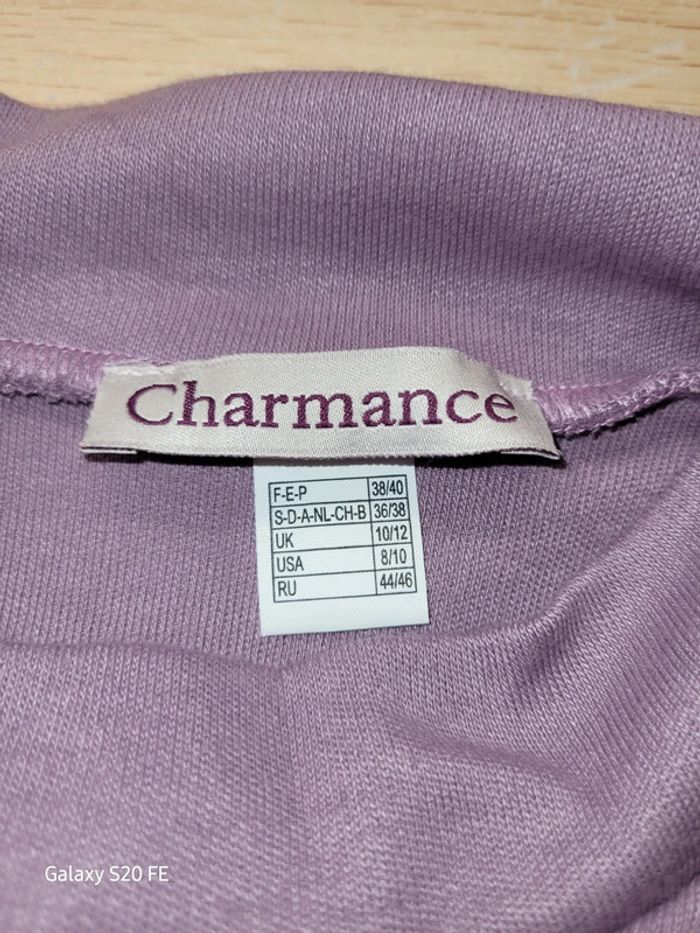 Charmance
F-E-P 38/40
S-D-A-NL-CH-B 36/38
UK 10/12
USA 8/10
RU 44/46
Galaxy S20 FE